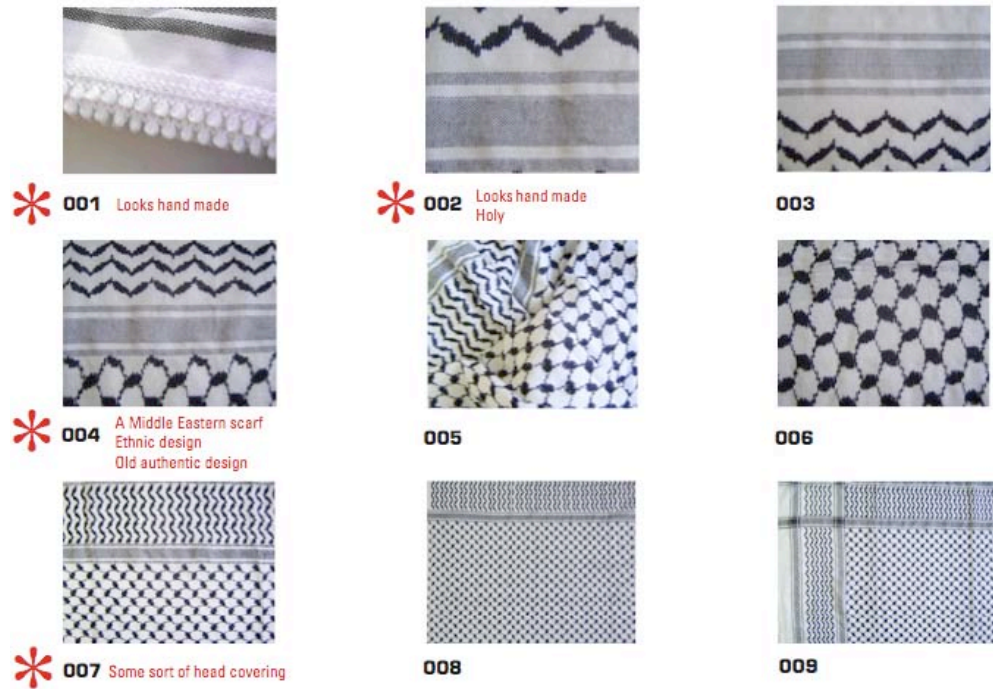 001 Looks hand made
002 Looks hand made
Holy
003
004 A Middle Eastern scarf
Ethnic design
Old authentic design
005
006
007 Some sort of head covering
008
009